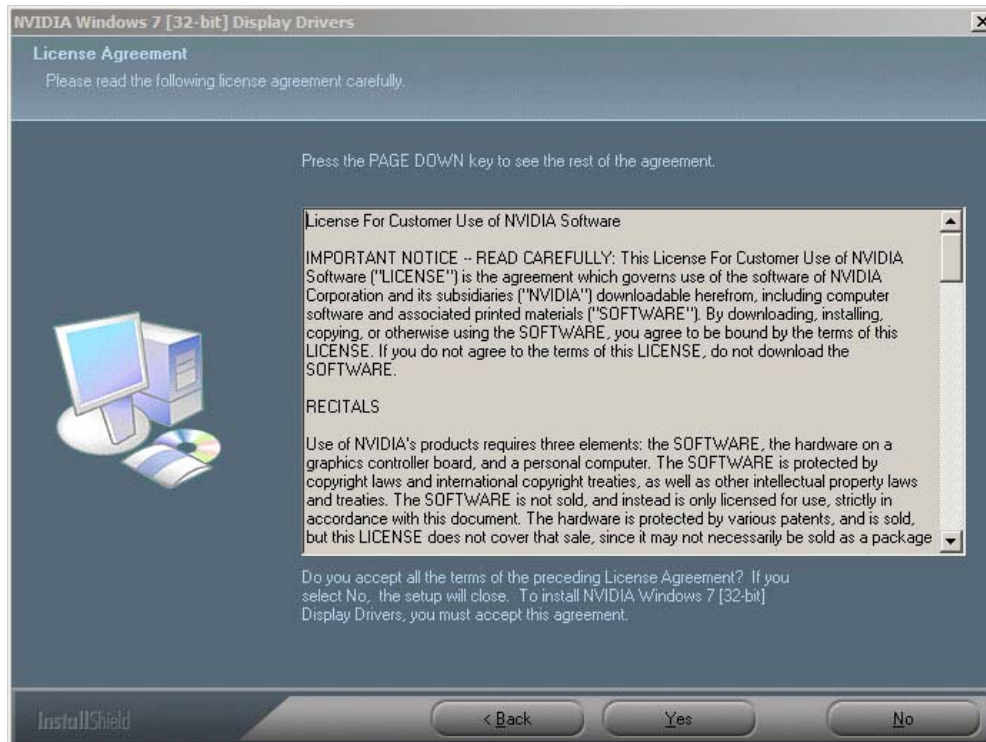 NVIDIA Windows 7 [32-bit] Display Drivers
License Agreement
Please read the following license agreement carefully.
Press the PAGE DOWN key to see the rest of the agreement.
License For Customer Use of NVIDIA Software
IMPORTANT NOTICE -- READ CAREFULLY: This License For Customer Use of NVIDIA
Software ("LICENSE") is the agreement which governs use of the software of NVIDIA
Corporation and its subsidiaries ("NVIDIA") downloadable herefrom, including computer
software and associated printed materials ("SOFTWARE"). By downloading, installing,
copying, or otherwise using the SOFTWARE, you agree to be bound by the terms of this
LICENSE. If you do not agree to the terms of this LICENSE, do not download the
SOFTWARE.
RECITALS
Use of NVIDIA's products requires three elements: the SOFTWARE, the hardware on a
graphics controller board, and a personal computer. The SOFTWARE is protected by
copyright laws and international copyright treaties, as well as other intellectual property laws
and treaties. The SOFTWARE is not sold, and instead is only licensed for use, strictly in
accordance with this document. The hardware is protected by various patents, and is sold,
but this LICENSE does not cover that sale, since it may not necessarily be sold as a package
Do you accept all the terms of the preceding License Agreement? If you
select No, the setup will close. To install NVIDIA Windows 7 [32-bit]
Display Drivers, you must accept this agreement.
InstallShield
< Back
Yes
No